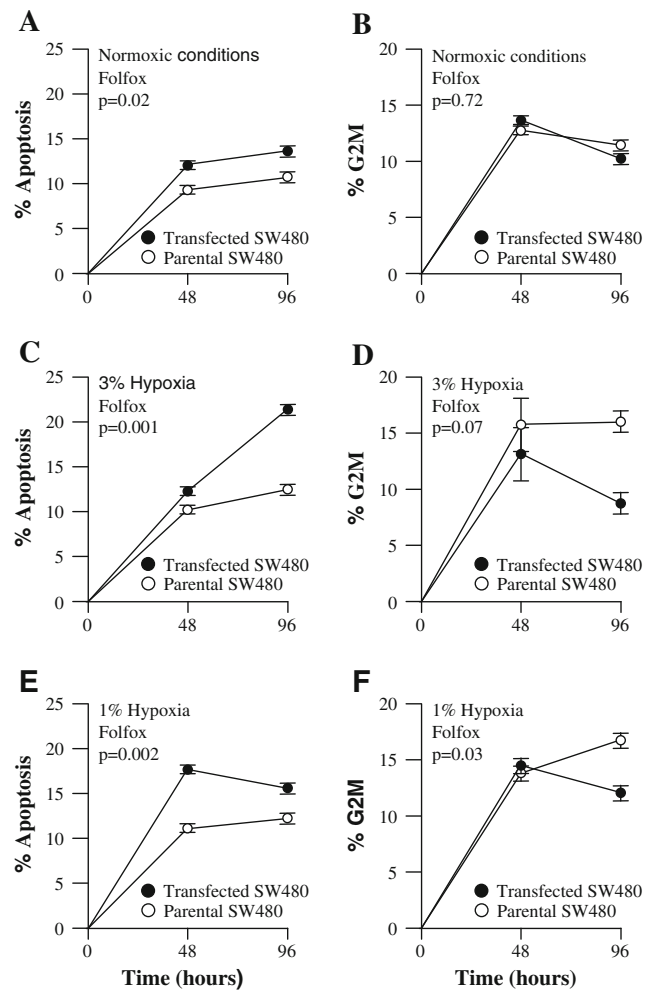 A
Normoxic conditions
Folfox
p=0.02
% Apoptosis
25
20
15
10
5
0
Transfected SW480
Parental SW480
0 48 96
B
Normoxic conditions
Folfox
p=0.72
% G2M
20
15
10
5
0
Transfected SW480
Parental SW480
0 48 96
C
3% Hypoxia
Folfox
p=0.001
% Apoptosis
25
20
15
10
5
0
Transfected SW480
Parental SW480
0 48 96
D
3% Hypoxia
Folfox
p=0.07
% G2M
20
15
10
5
0
Transfected SW480
Parental SW480
0 48 96
E
1% Hypoxia
Folfox
p=0.002
% Apoptosis
25
20
15
10
5
0
Transfected SW480
Parental SW480
0 48 96
Time (hours)
F
1% Hypoxia
Folfox
p=0.03
% G2M
20
15
10
5
0
Transfected SW480
Parental SW480
0 48 96
Time (hours)